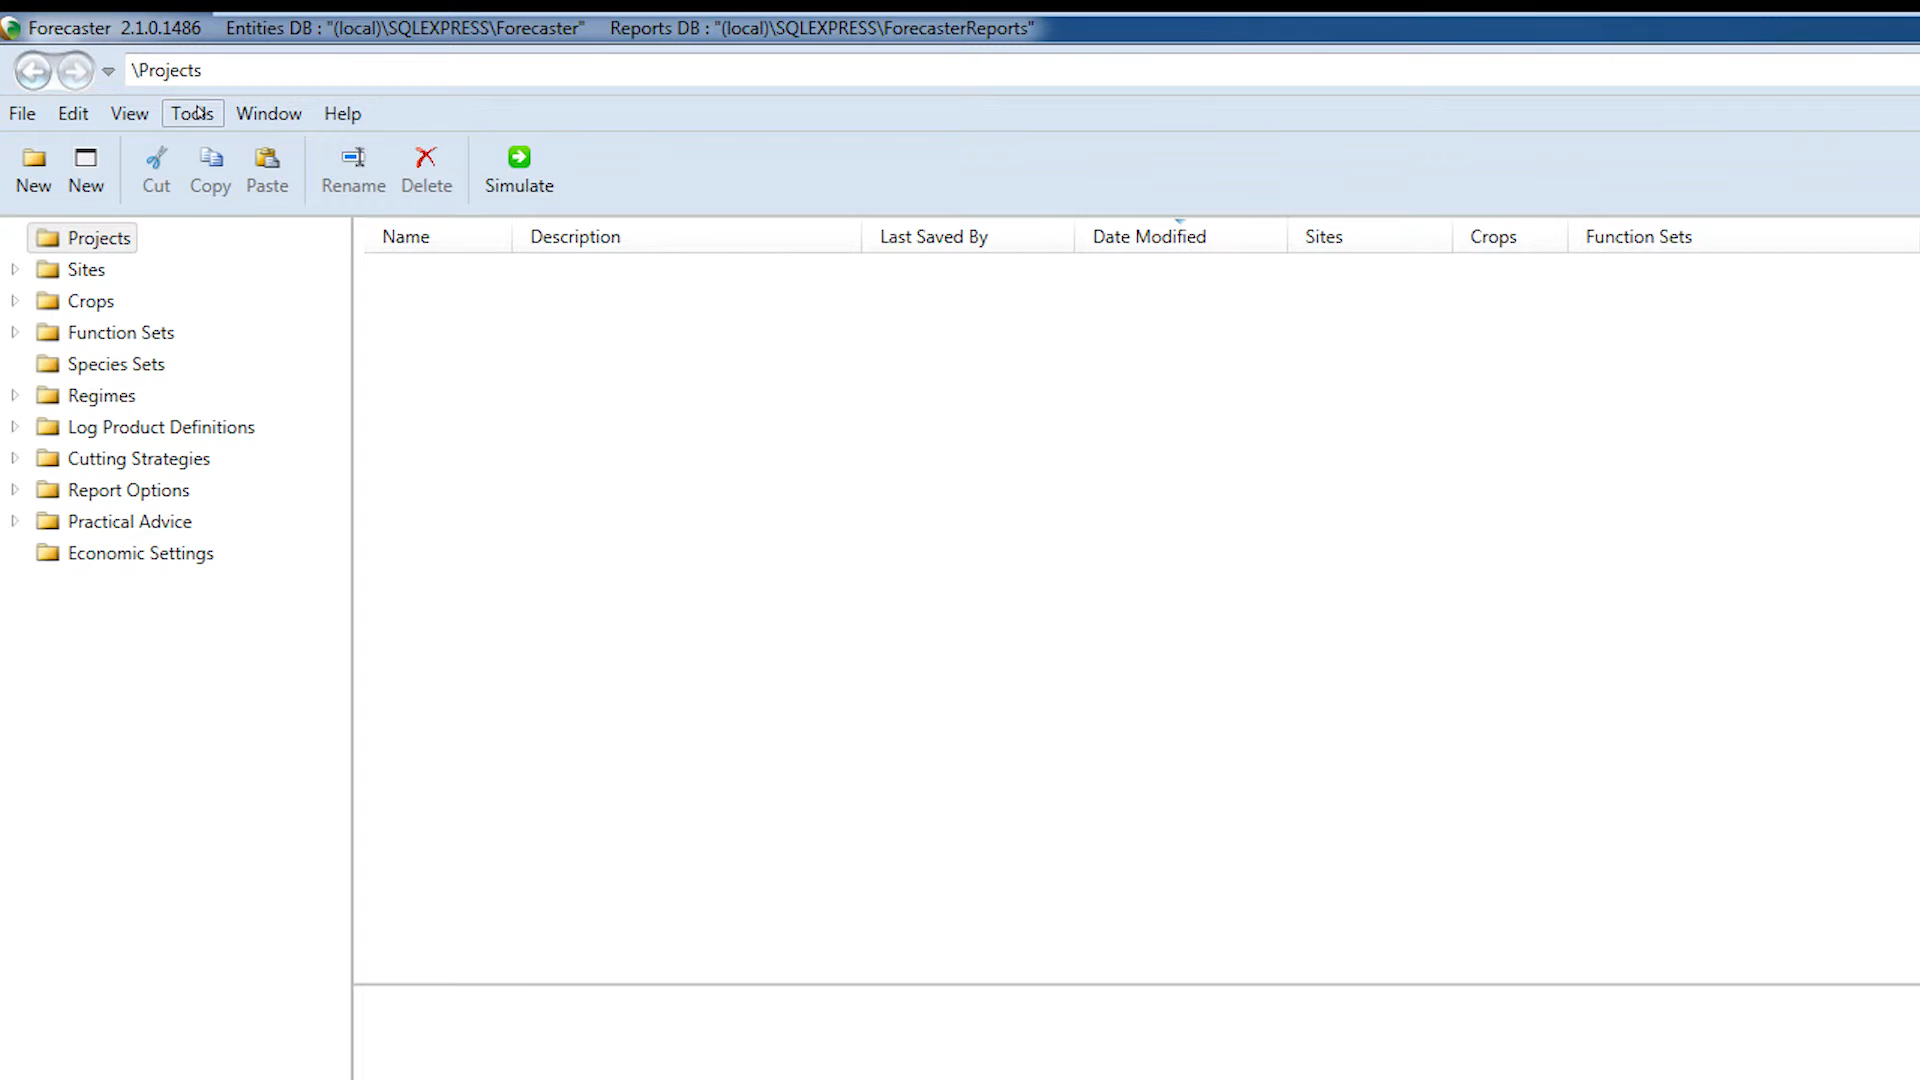 Forecaster 2.1.0.1486 Entities DB : "(local)\SQLEXPRESS\Forecaster" Reports DB : "(local)\SQLEXPRESS\ForecasterReports"
\Projects
File Edit View Tools Window Help
New New Cut Copy Paste Rename Delete Simulate
Name Description Last Saved By Date Modified Sites Crops Function Sets
Projects
Sites
Crops
Function Sets
Species Sets
Regimes
Log Product Definitions
Cutting Strategies
Report Options
Practical Advice
Economic Settings